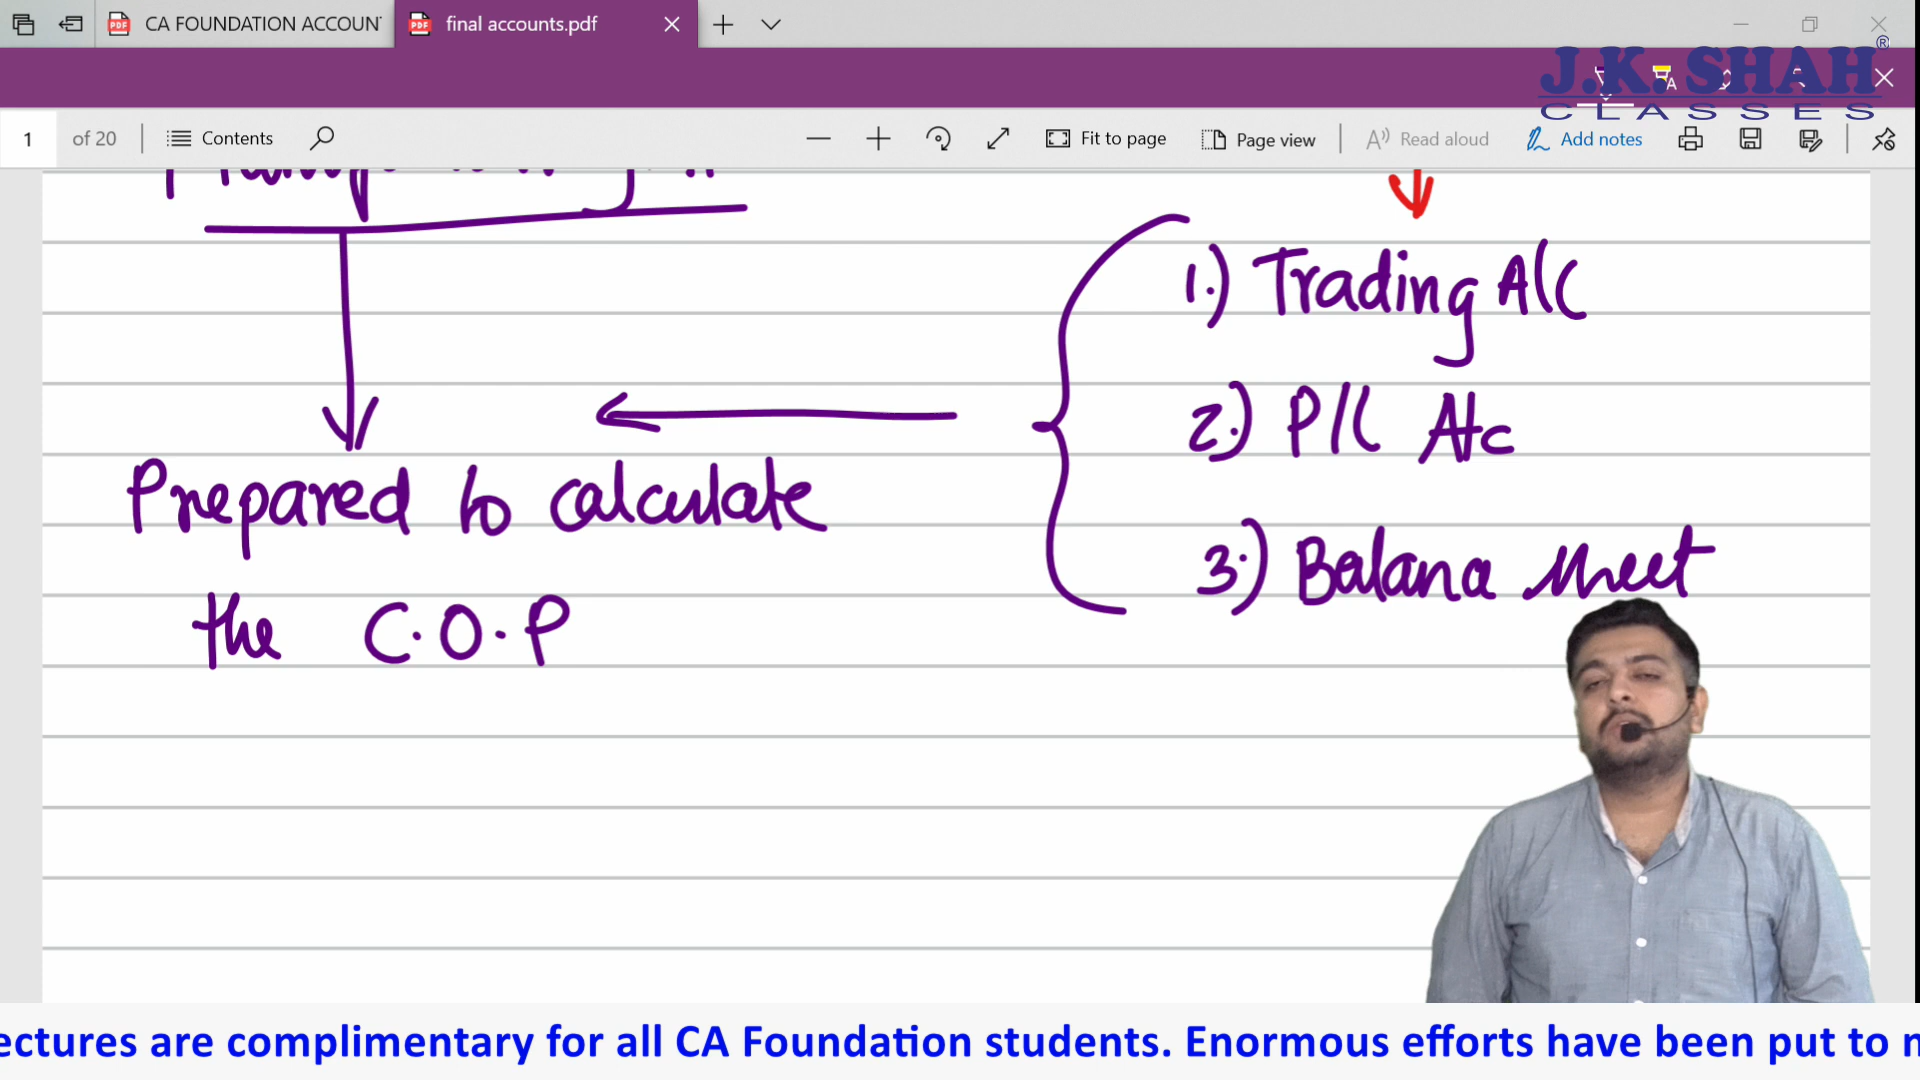 CA FOUNDATION ACCOUN
final accounts.pdf
J.K. SHAH®
CLASSES
1 of 20 Contents Fit to page Page view Read aloud Add notes
1.) Trading A/C
2.) P/L A/c
Prepared to calculate
3.) Balance sheet
the C.O.P
ectures are complimentary for all CA Foundation students. Enormous efforts have been put to